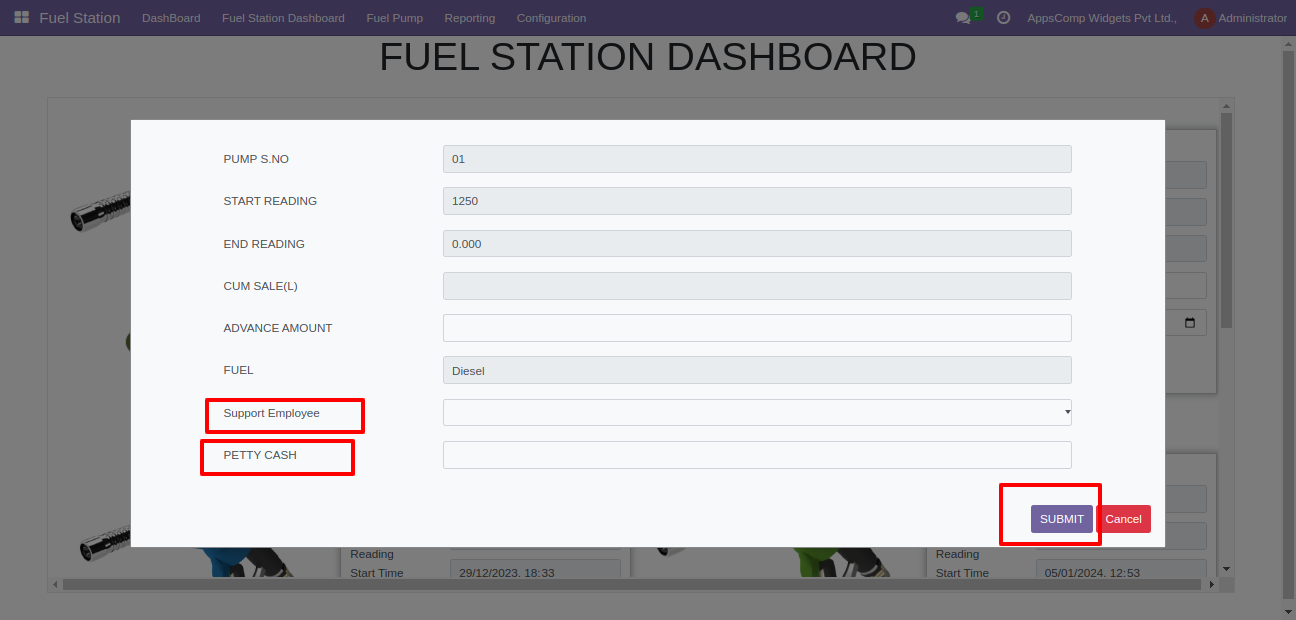 Fuel Station DashBoard Fuel Station Dashboard Fuel Pump Reporting Configuration 1 AppsComp Widgets Pvt Ltd., A Administrator
FUEL STATION DASHBOARD
PUMP S.NO 01
START READING 1250
END READING 0.000
CUM SALE(L)
ADVANCE AMOUNT
FUEL Diesel
Support Employee
PETTY CASH
SUBMIT Cancel
Reading Reading
Start Time 29/12/2023, 18:33 Start Time 05/01/2024, 12:53